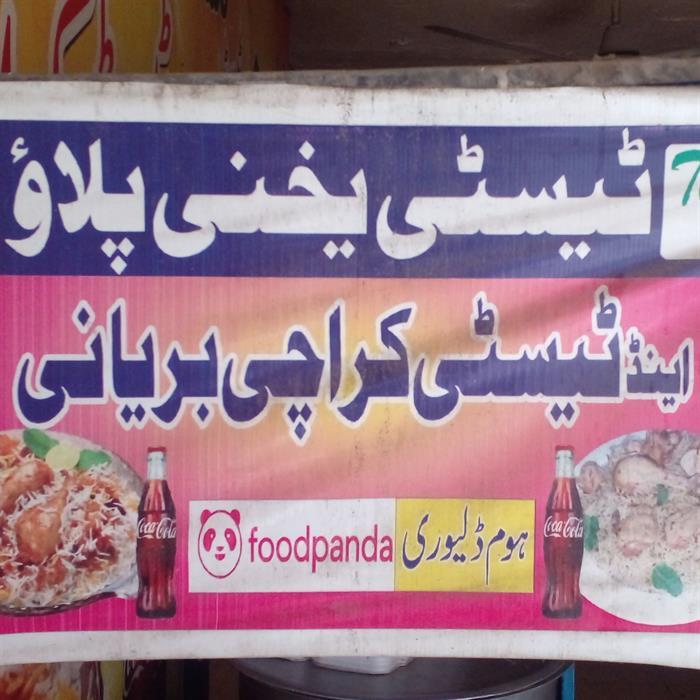 ٹیسٹی یخنی پلاؤ
اینڈ ٹیسٹی کراچی بریانی
foodpanda ہوم ڈلیوری
Coca-Cola
Coca-Cola